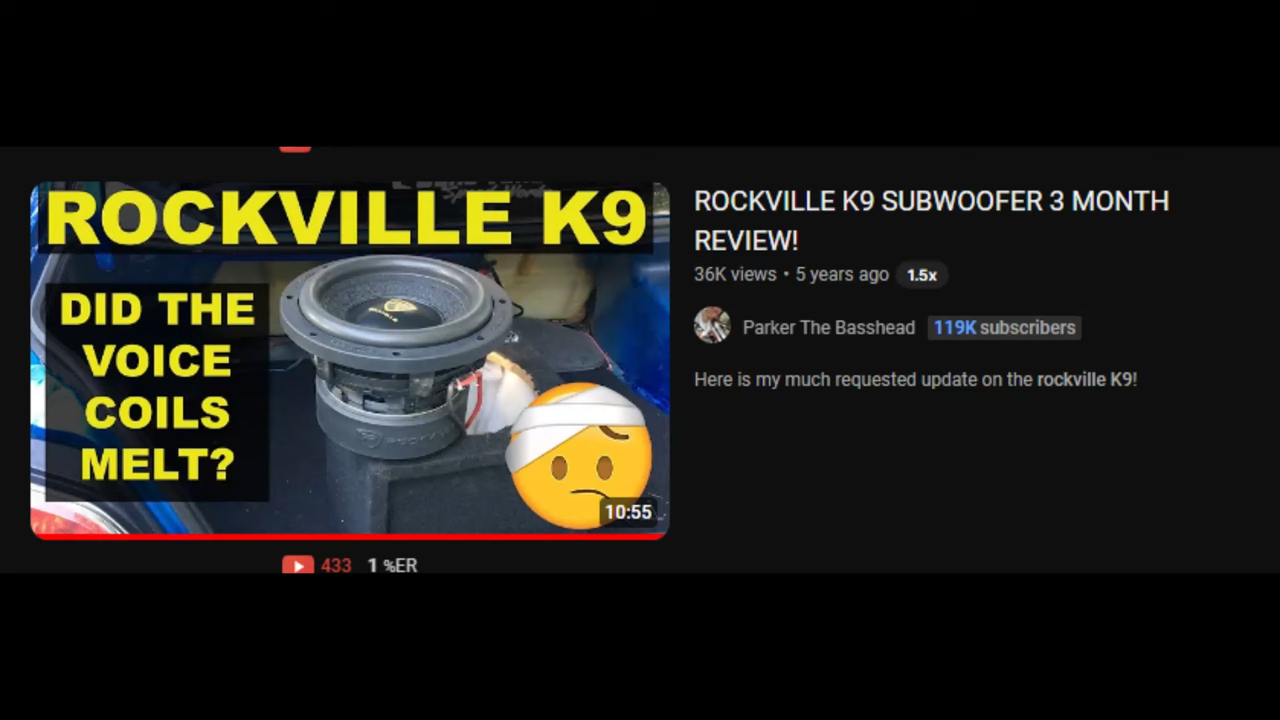 ROCKVILLE K9
DID THE
VOICE
COILS
MELT?
10:55
ROCKVILLE K9 SUBWOOFER 3 MONTH
REVIEW!
36K views • 5 years ago 1.5x
Parker The Basshead 119K subscribers
Here is my much requested update on the rockville K9!
433 1 %ER